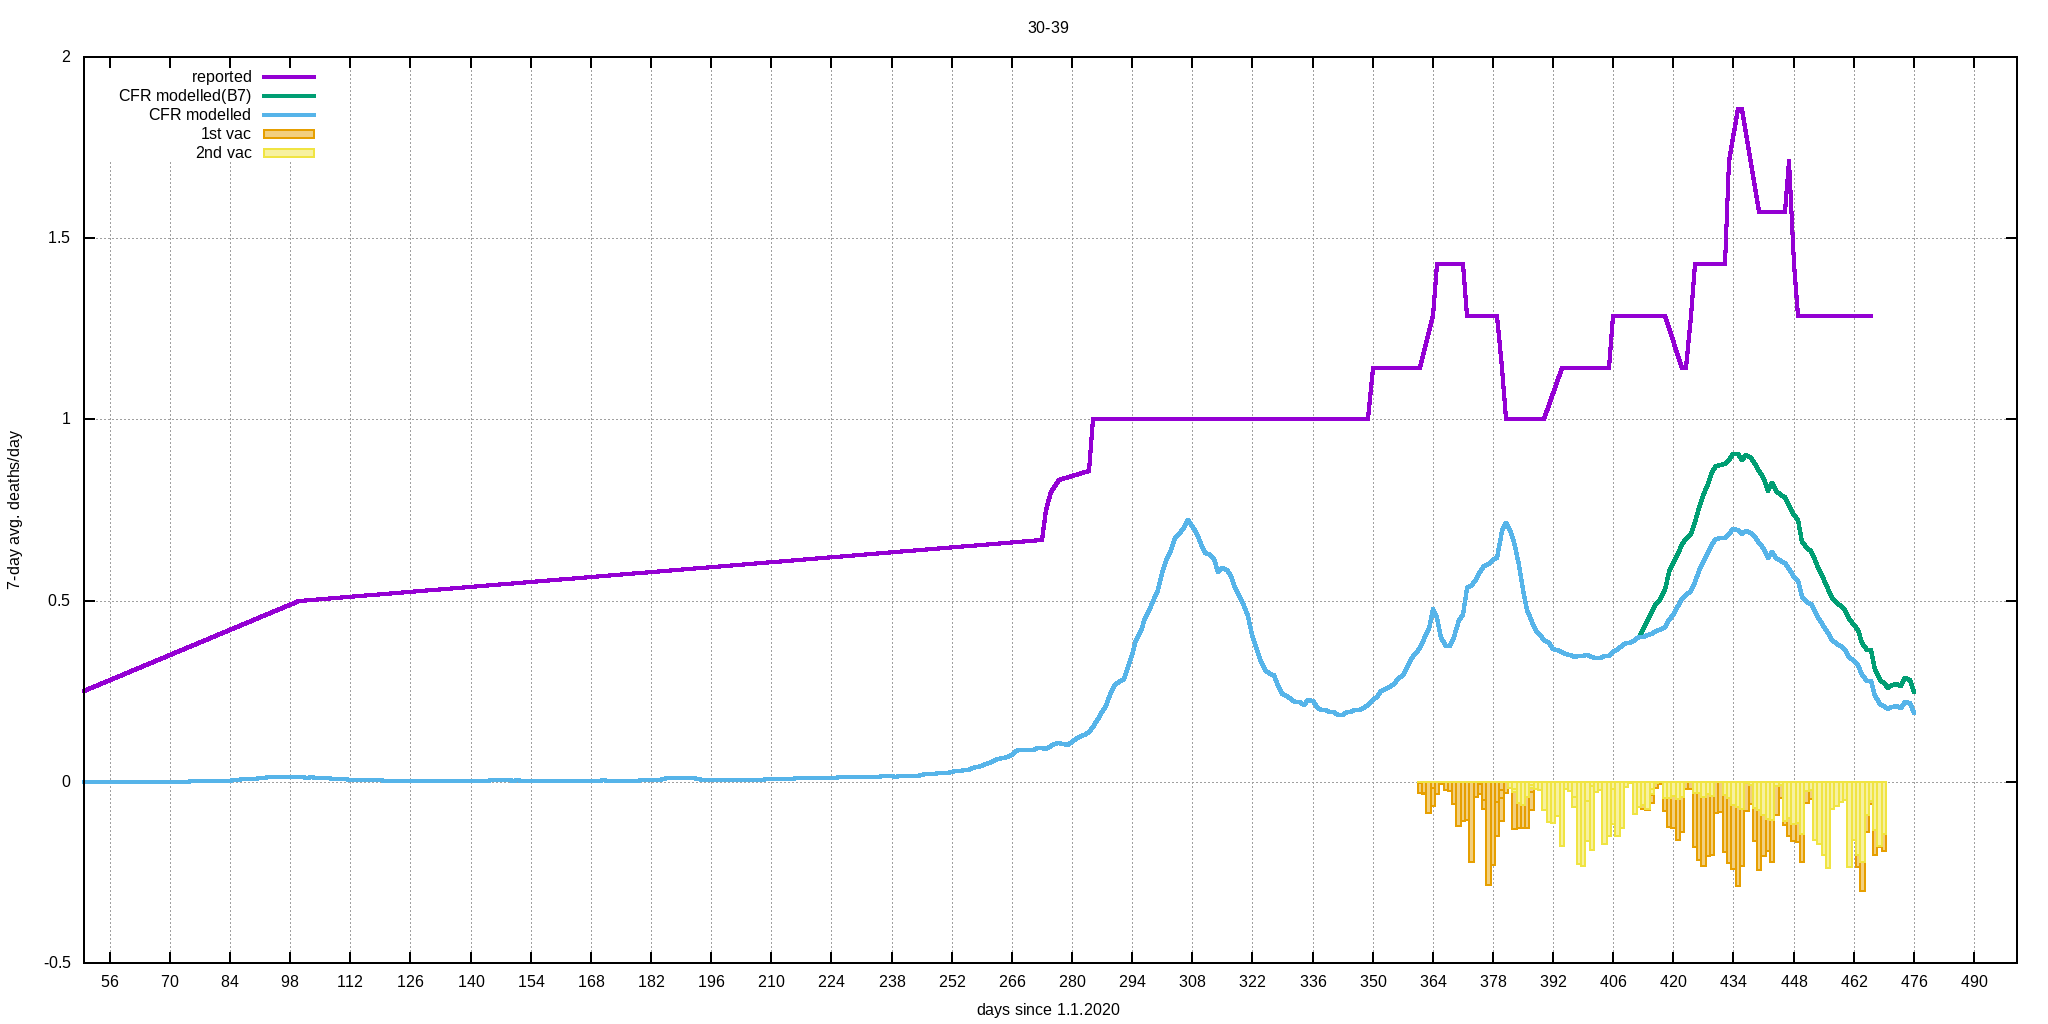 30-39
2
1.5
1
0.5
0
-0.5
7-day avg. deaths/day
reported
CFR modelled(B7)
CFR modelled
1st vac
2nd vac
56 70 84 98 112 126 140 154 168 182 196 210 224 238 252 266 280 294 308 322 336 350 364 378 392 406 420 434 448 462 476 490
days since 1.1.2020